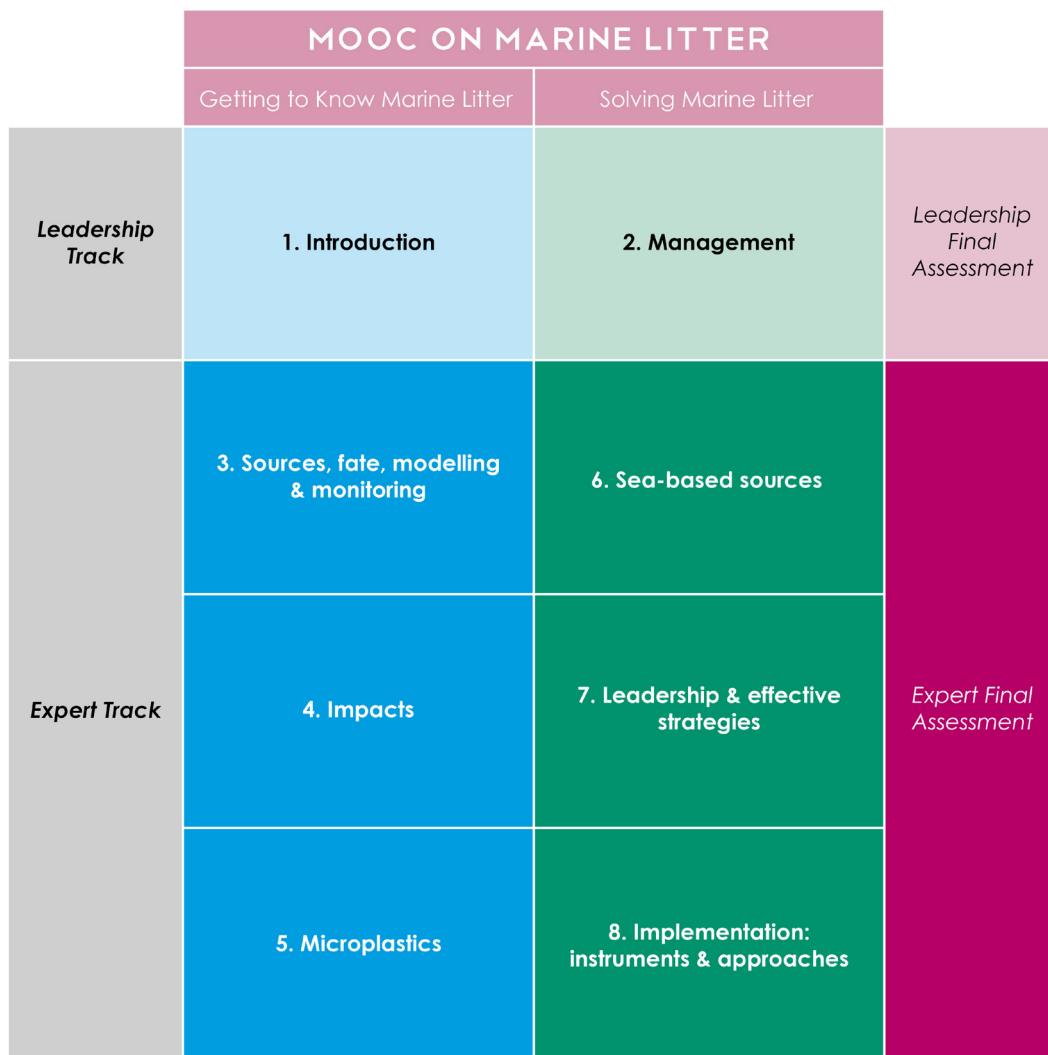 MOOC ON MARINE LITTER
Getting to Know Marine Litter
Solving Marine Litter
Leadership
Track
1. Introduction
2. Management
Leadership
Final
Assessment
Expert Track
3. Sources, fate, modelling
& monitoring
6. Sea-based sources
4. Impacts
7. Leadership & effective
strategies
5. Microplastics
8. Implementation:
instruments & approaches
Expert Final
Assessment